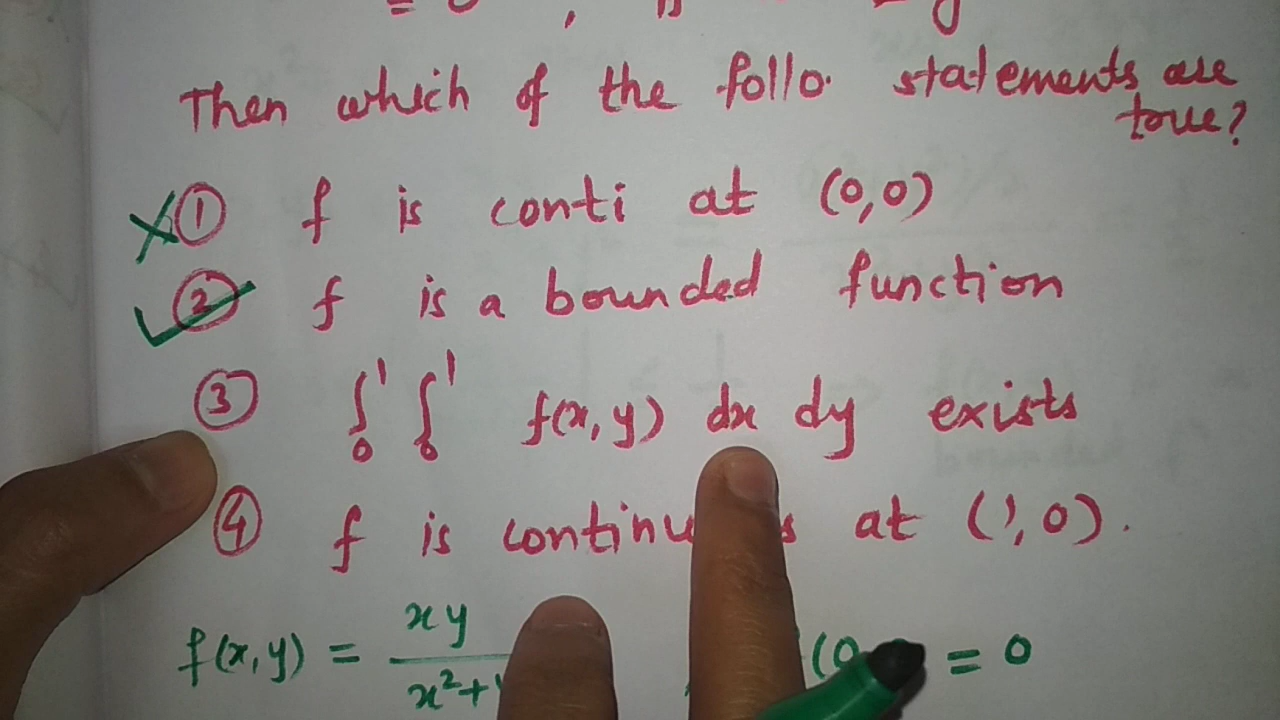 Then which of the follo. statements are
true?
① f is conti at (0,0)
② f is a bounded function
③ ∫₀¹ ∫₀¹ f(x,y) dx dy exists
④ f is at (1,0).
f(x,y) = xy / x²+ (0 = 0